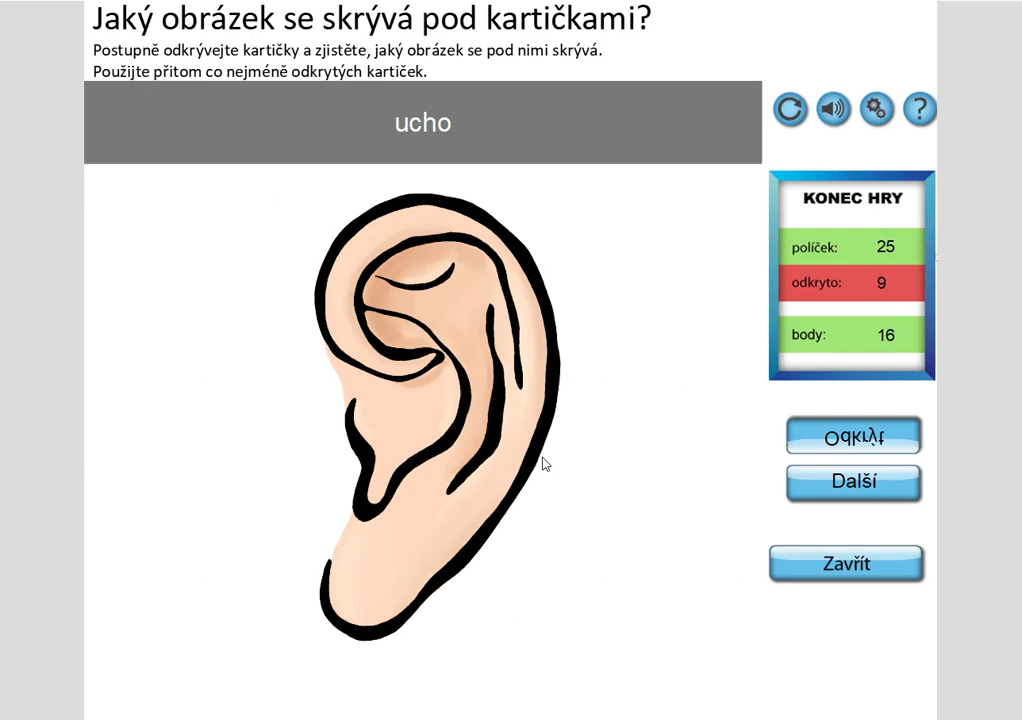 Jaký obrázek se skrývá pod kartičkami?
Postupně odkrývejte kartičky a zjistěte, jaký obrázek se pod nimi skrývá.
Použijte přitom co nejméně odkrytých kartiček.
ucho
?
KONEC HRY
políček: 25
odkryto: 9
body: 16
Odkrýt
Další
Zavřít